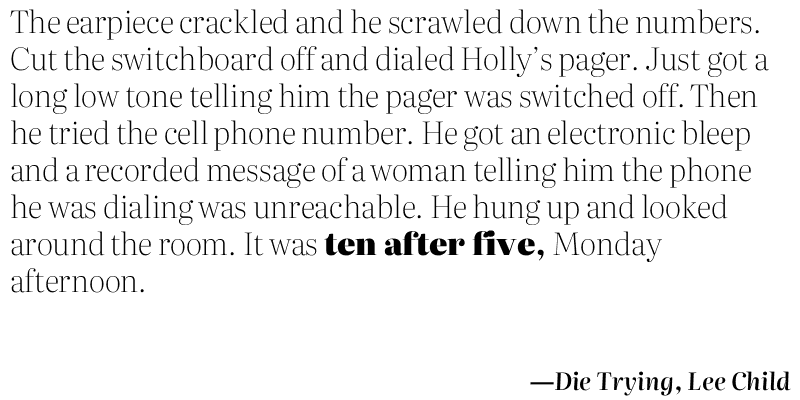 The earpiece crackled and he scrawled down the numbers.
Cut the switchboard off and dialed Holly’s pager. Just got a
long low tone telling him the pager was switched off. Then
he tried the cell phone number. He got an electronic bleep
and a recorded message of a woman telling him the phone
he was dialing was unreachable. He hung up and looked
around the room. It was ten after five, Monday
afternoon.
—Die Trying, Lee Child